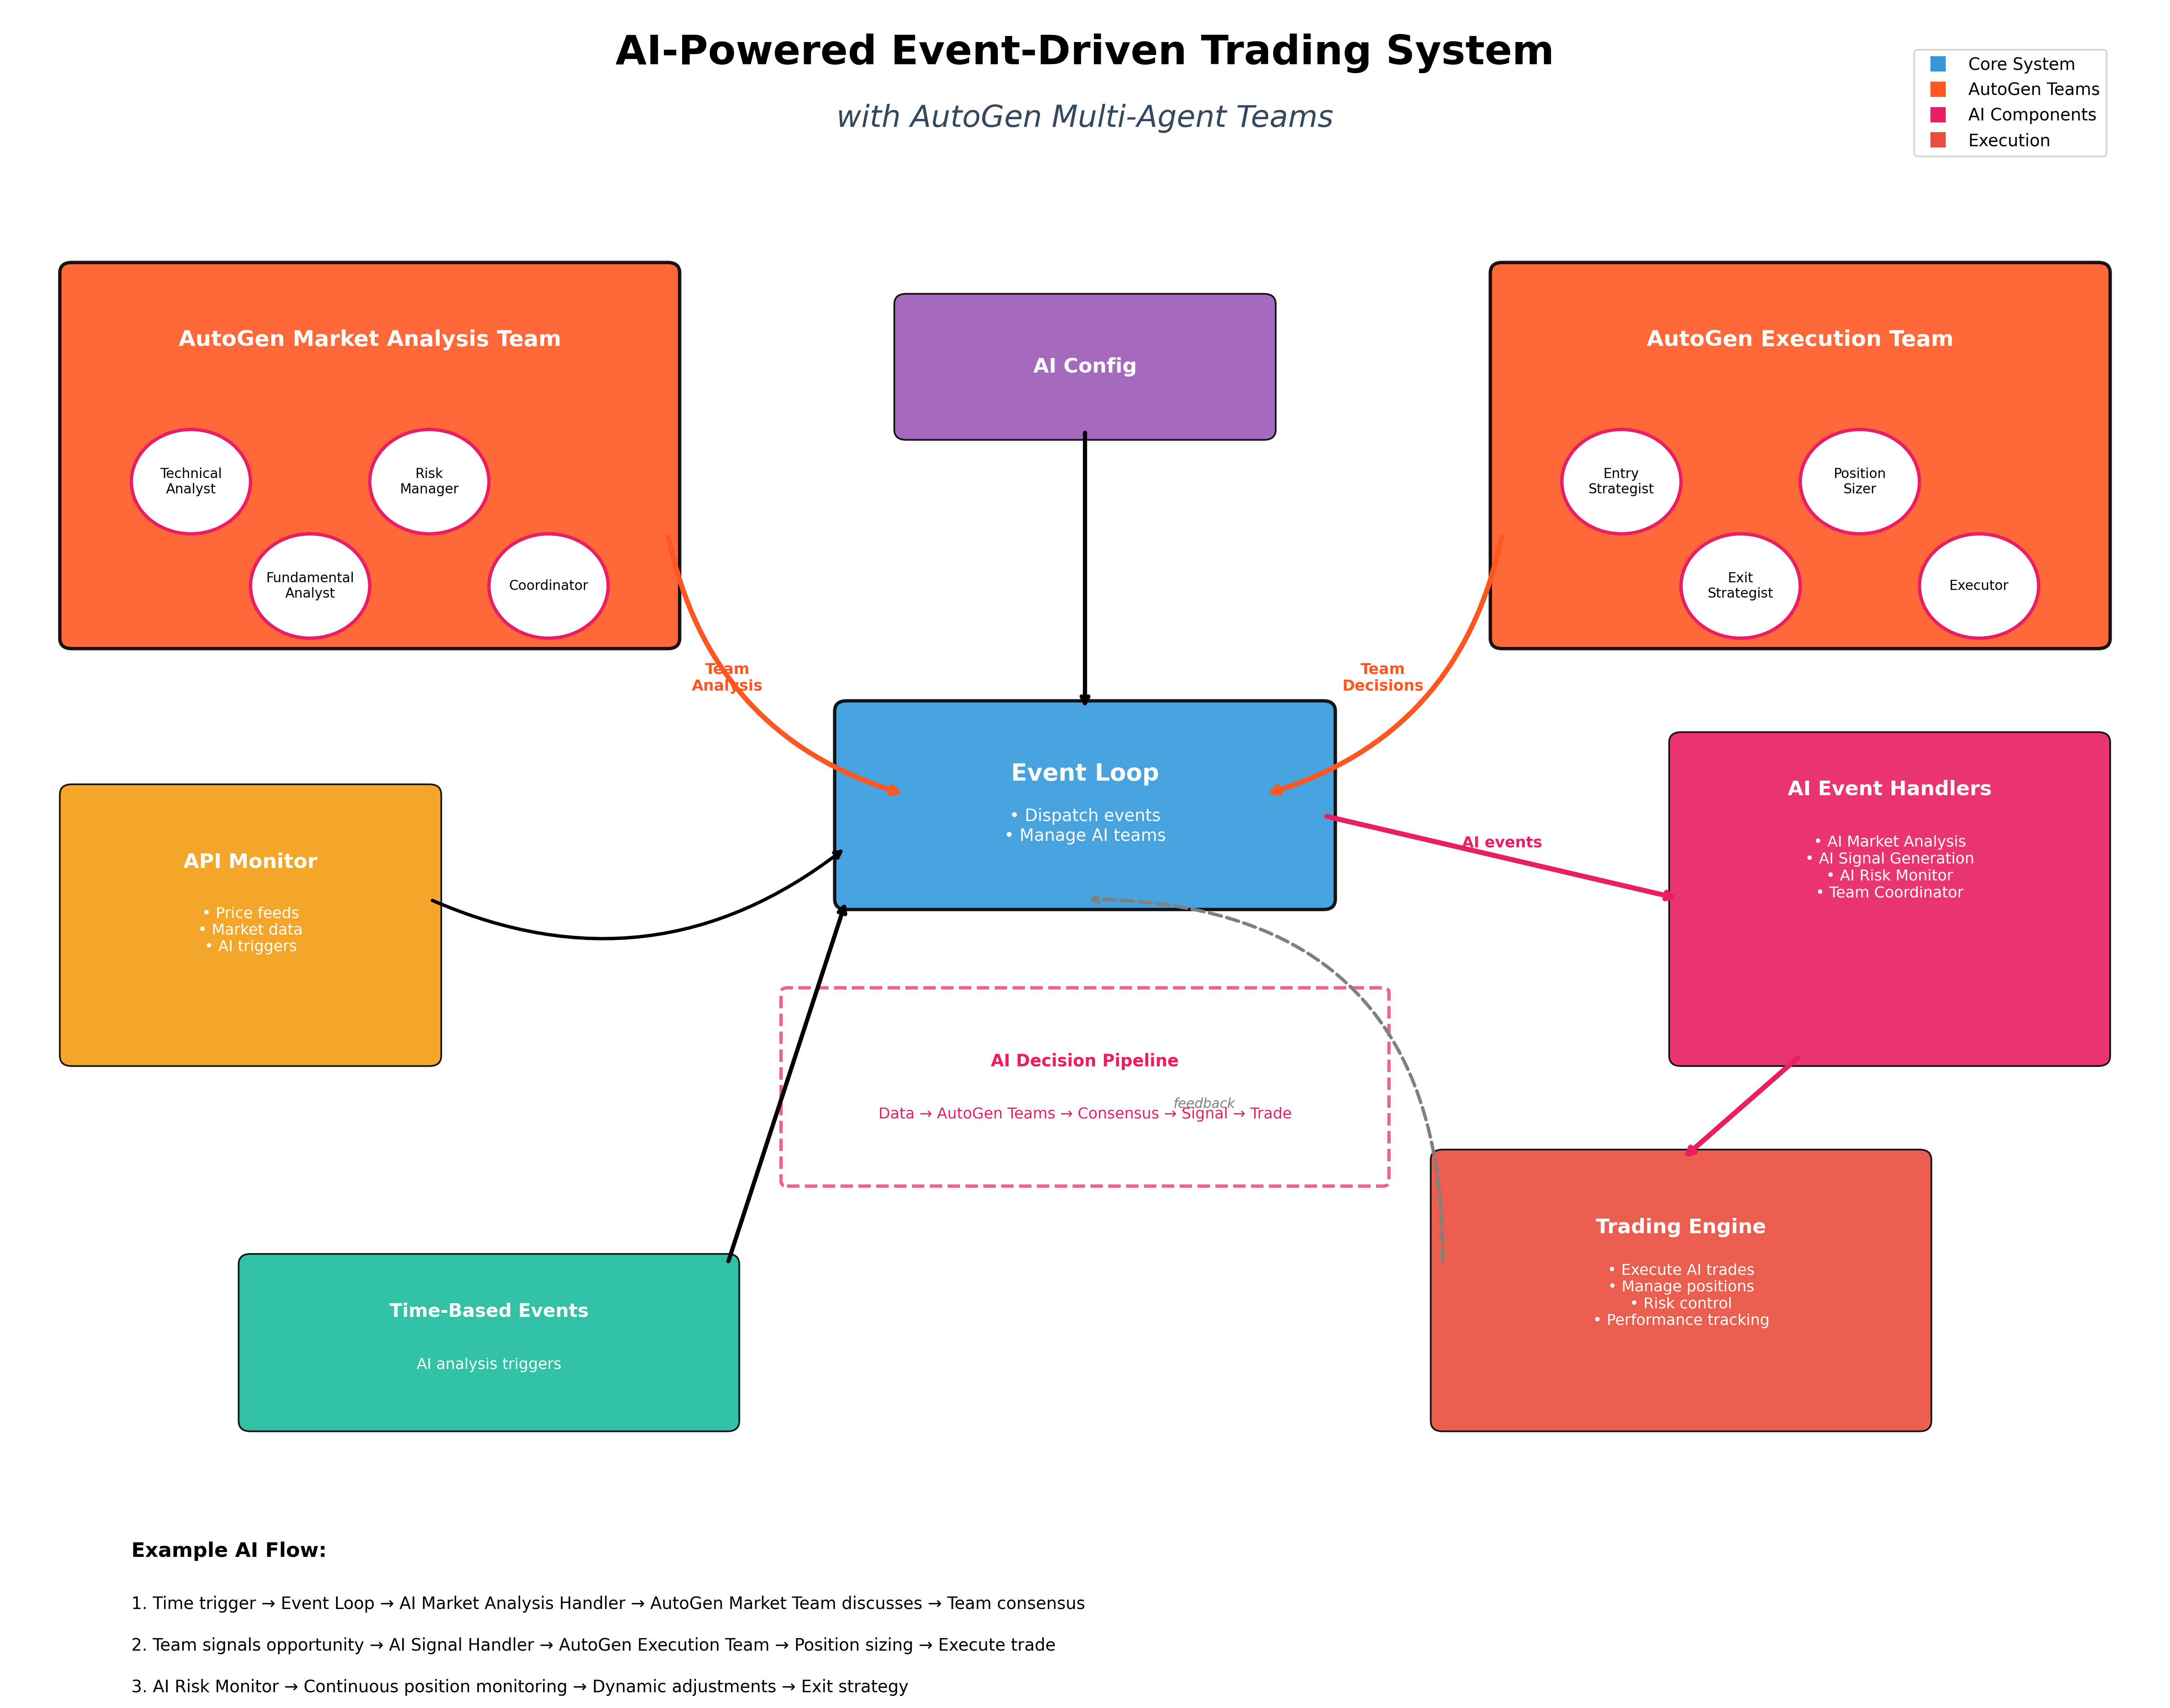 AI-Powered Event-Driven Trading System
with AutoGen Multi-Agent Teams
Core System
AutoGen Teams
AI Components
Execution
AutoGen Market Analysis Team
Technical
Analyst
Risk
Manager
Fundamental
Analyst
Coordinator
AI Config
AutoGen Execution Team
Entry
Strategist
Position
Sizer
Exit
Strategist
Executor
Team
Analysis
Team
Decisions
Event Loop
• Dispatch events
• Manage AI teams
AI events
AI Event Handlers
• AI Market Analysis
• AI Signal Generation
• AI Risk Monitor
• Team Coordinator
API Monitor
• Price feeds
• Market data
• AI triggers
AI Decision Pipeline
feedback
Data → AutoGen Teams → Consensus → Signal → Trade
Trading Engine
• Execute AI trades
• Manage positions
• Risk control
• Performance tracking
Time-Based Events
AI analysis triggers
Example AI Flow:
1. Time trigger → Event Loop → AI Market Analysis Handler → AutoGen Market Team discusses → Team consensus
2. Team signals opportunity → AI Signal Handler → AutoGen Execution Team → Position sizing → Execute trade
3. AI Risk Monitor → Continuous position monitoring → Dynamic adjustments → Exit strategy